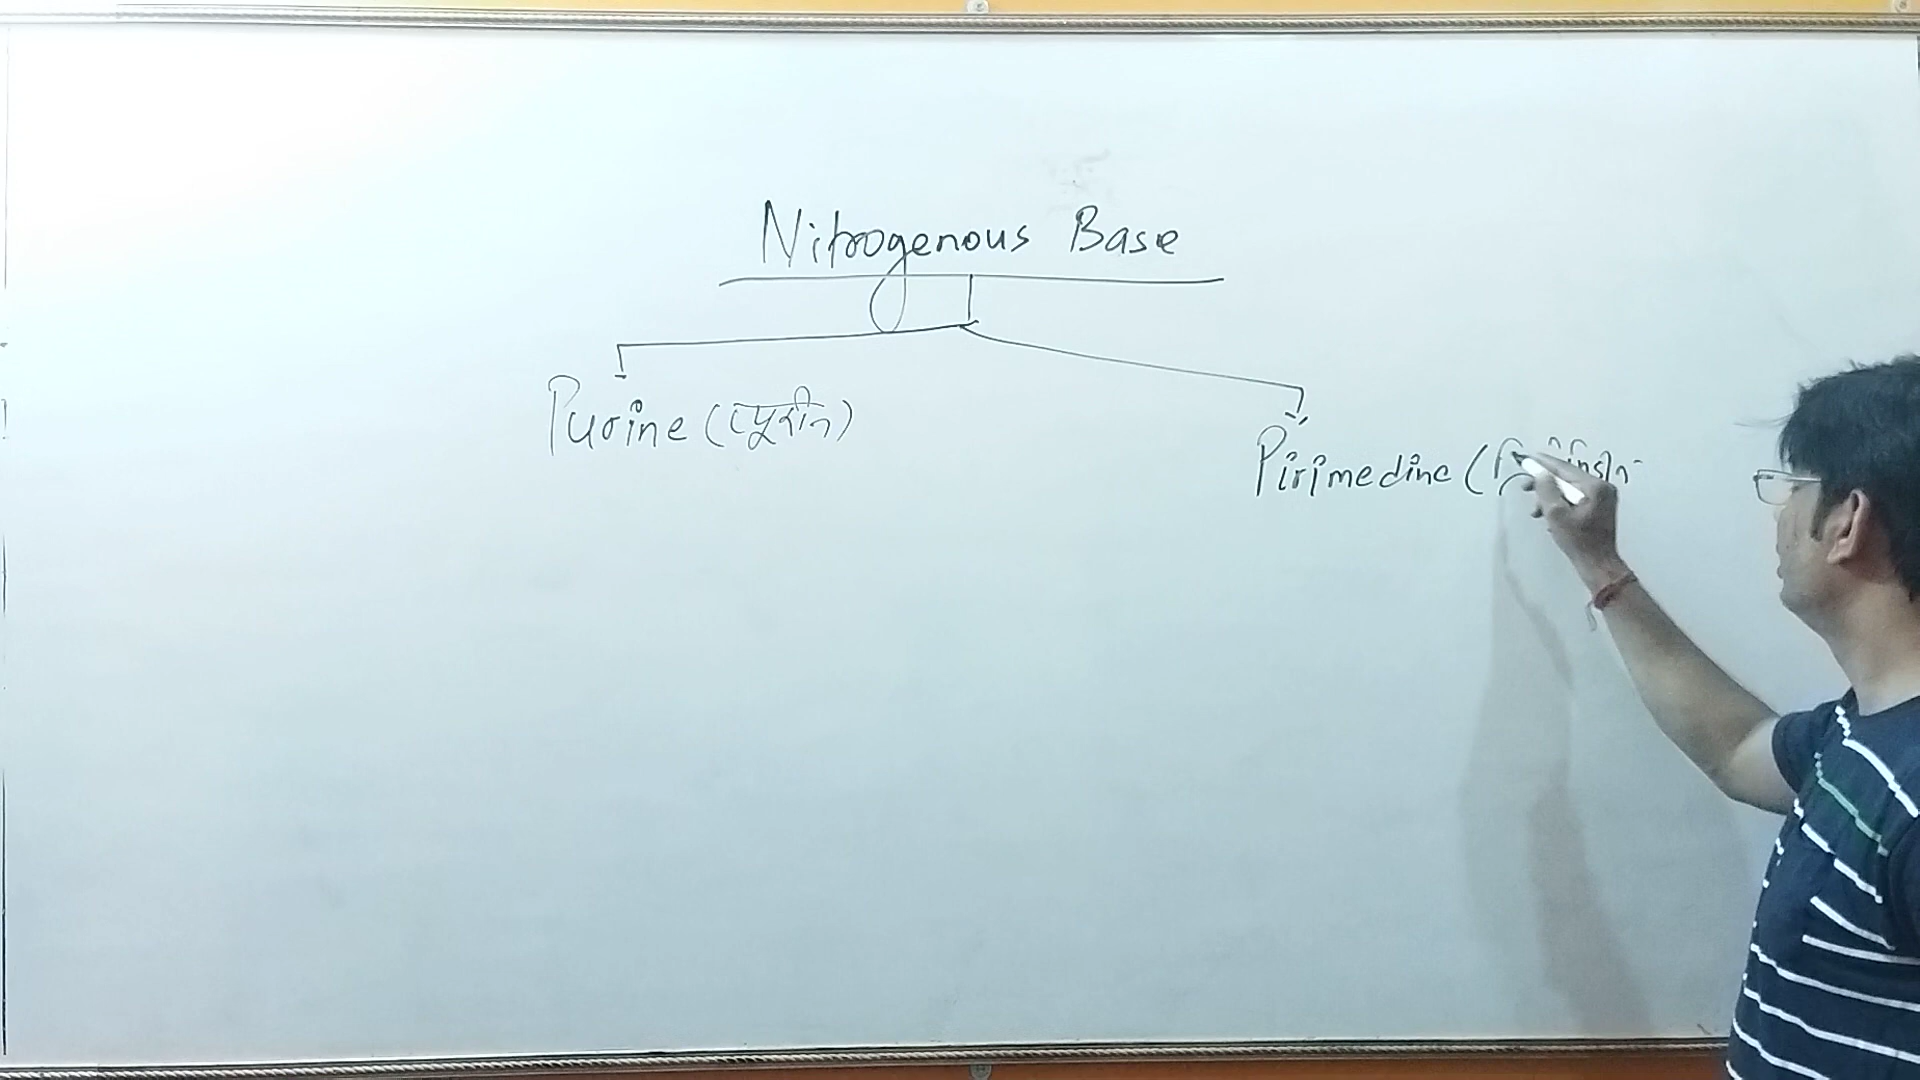 Nitrogenous Base
Purine (प्यूरीन)
Pirimedine (